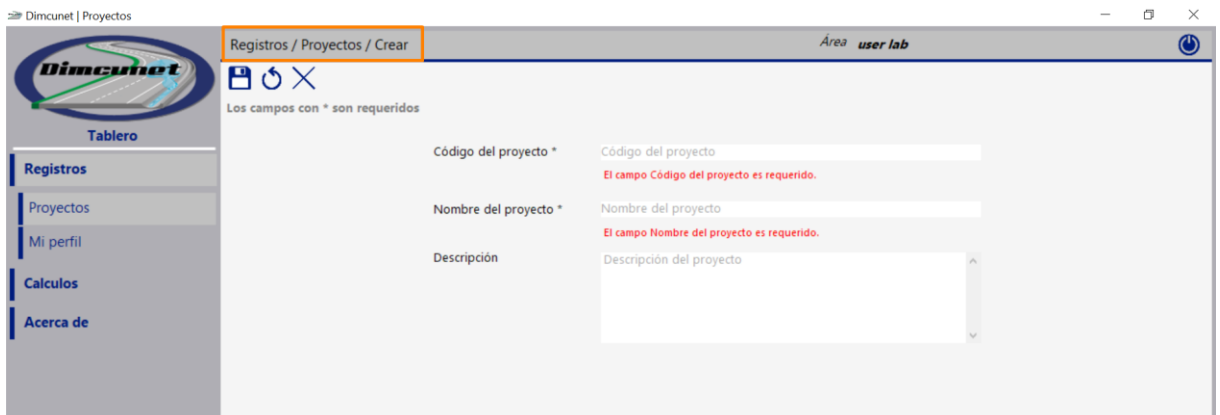 Dimcunet | Proyectos
Dimcunet
Registros / Proyectos / Crear
Área user lab
Los campos con * son requeridos
Tablero
Registros
Proyectos
Mi perfil
Calculos
Acerca de
Código del proyecto * Código del proyecto
El campo Código del proyecto es requerido.
Nombre del proyecto * Nombre del proyecto
El campo Nombre del proyecto es requerido.
Descripción Descripción del proyecto